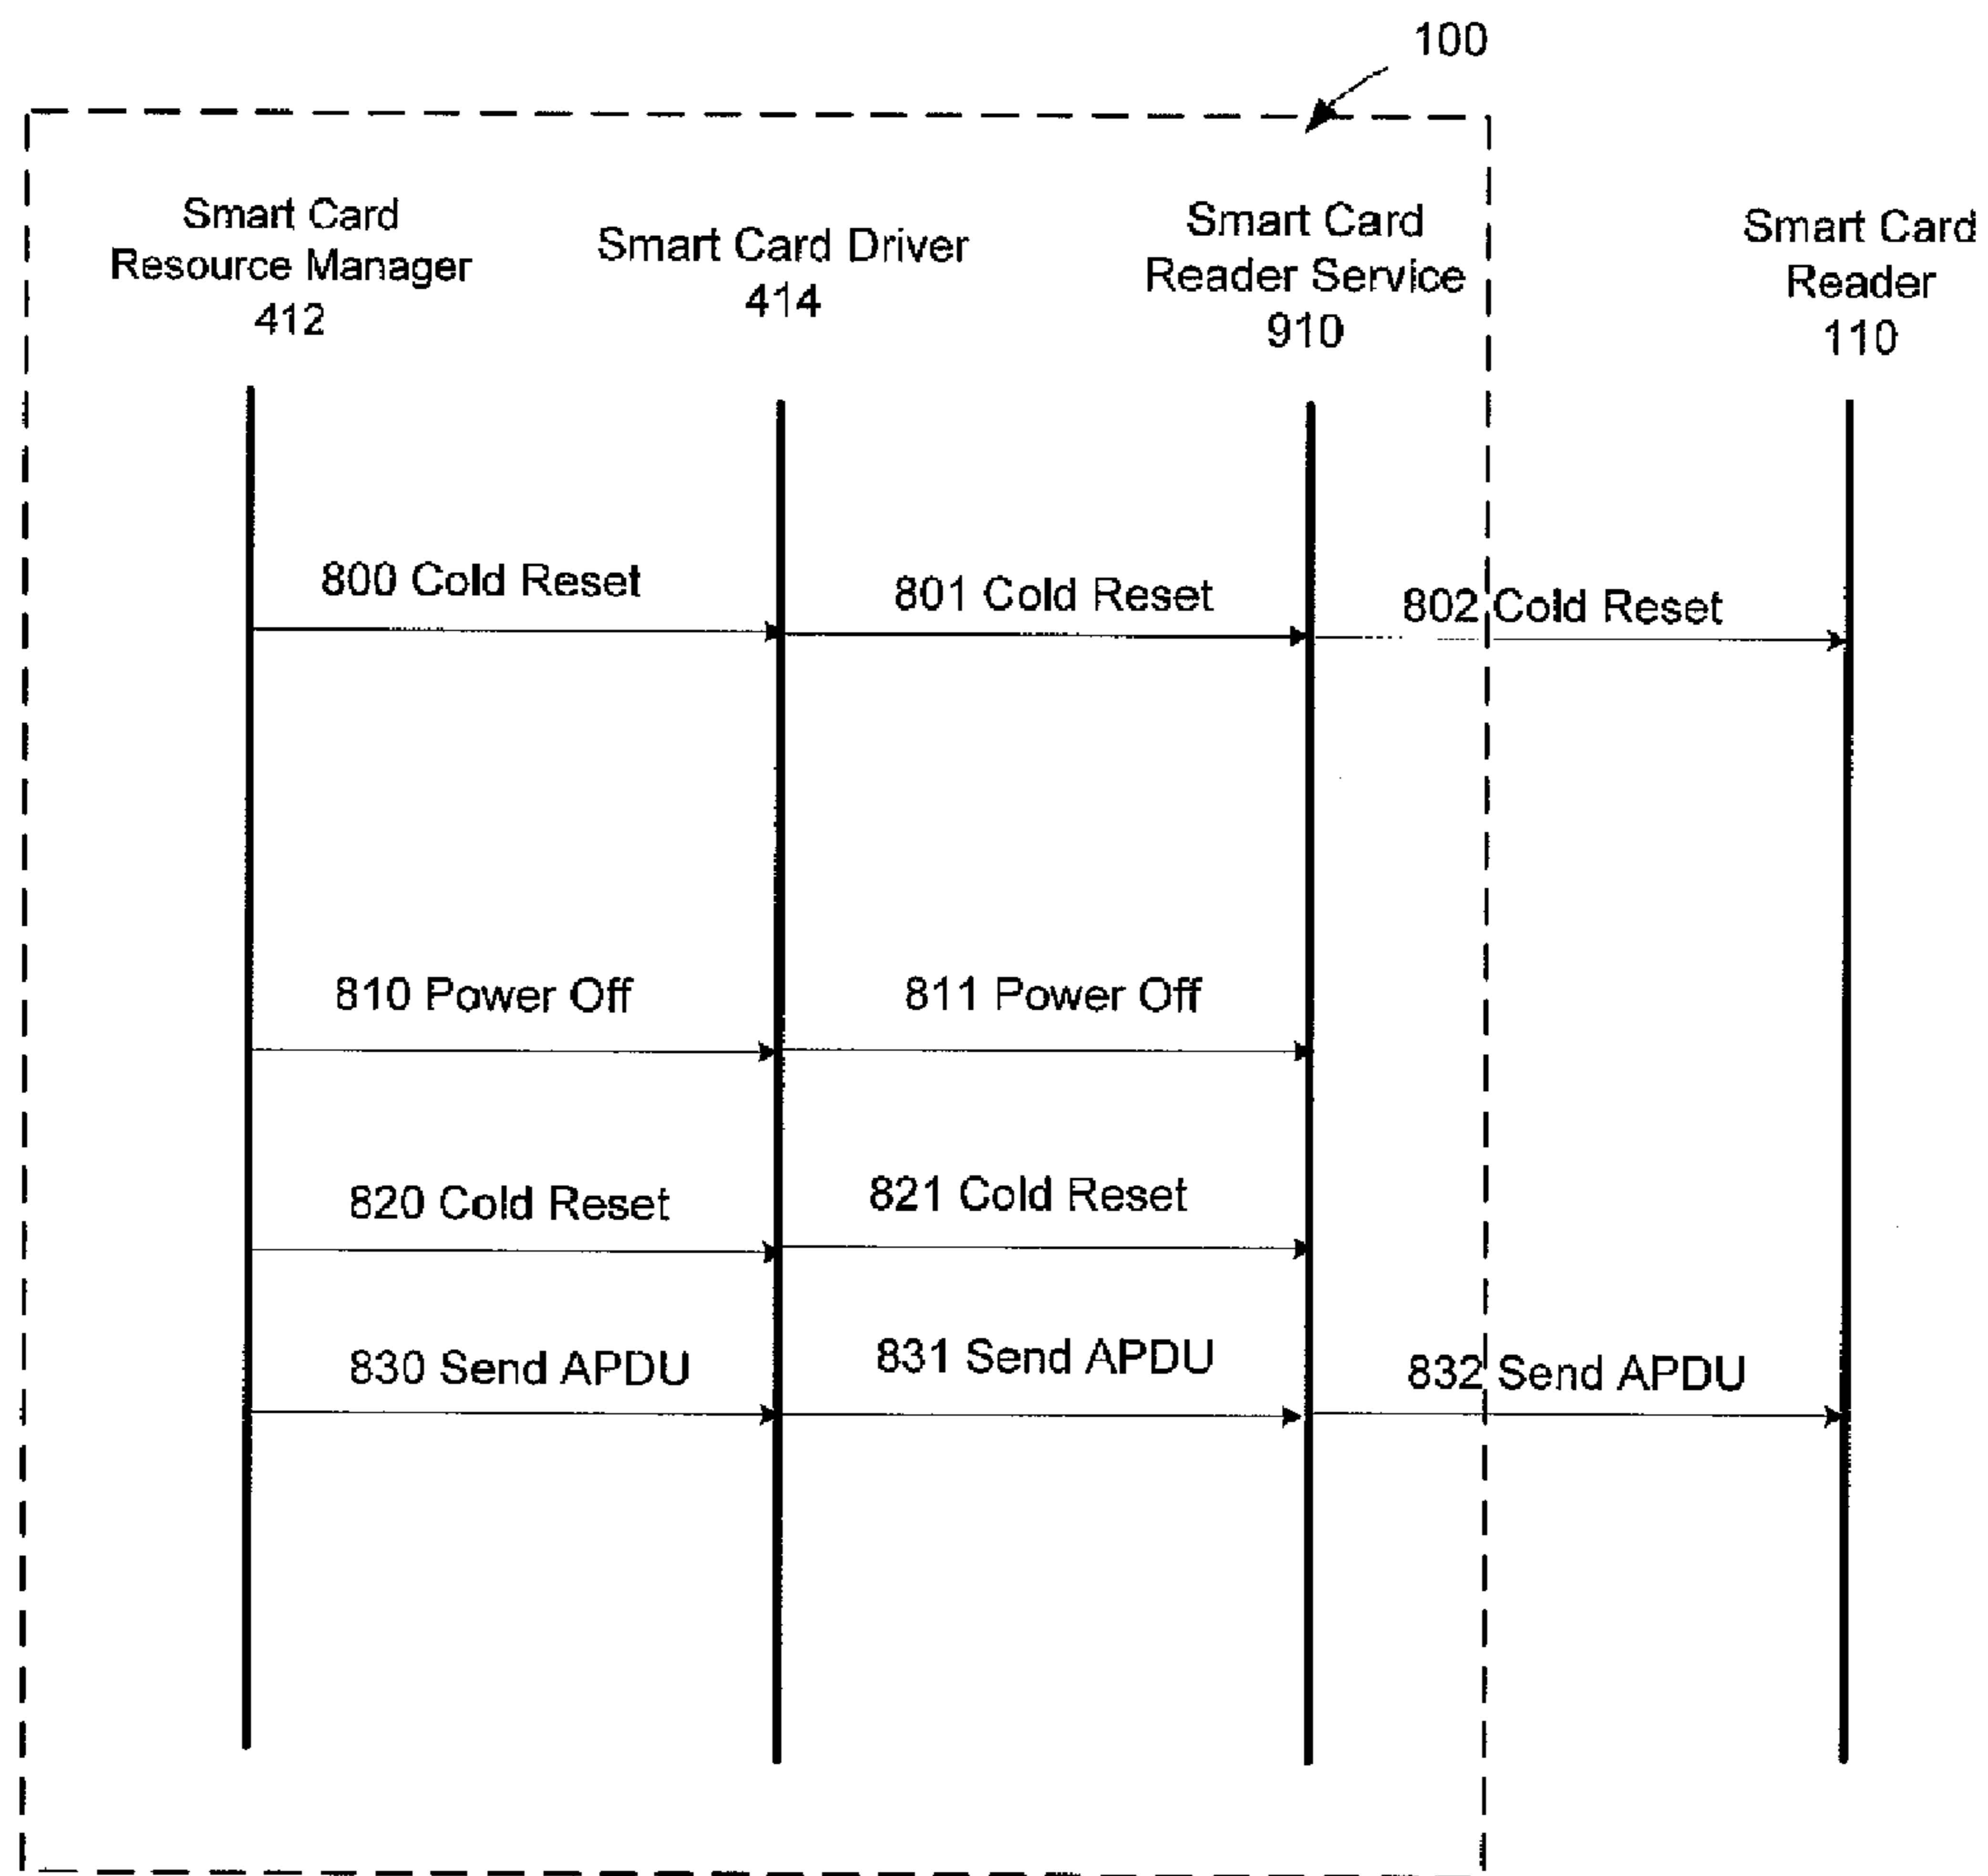 100
Smart Card
Resource Manager
412
Smart Card Driver
414
Smart Card
Reader Service
910
Smart Card
Reader
110
800 Cold Reset
801 Cold Reset
802 Cold Reset
810 Power Off
811 Power Off
820 Cold Reset
821 Cold Reset
830 Send APDU
831 Send APDU
832 Send APDU